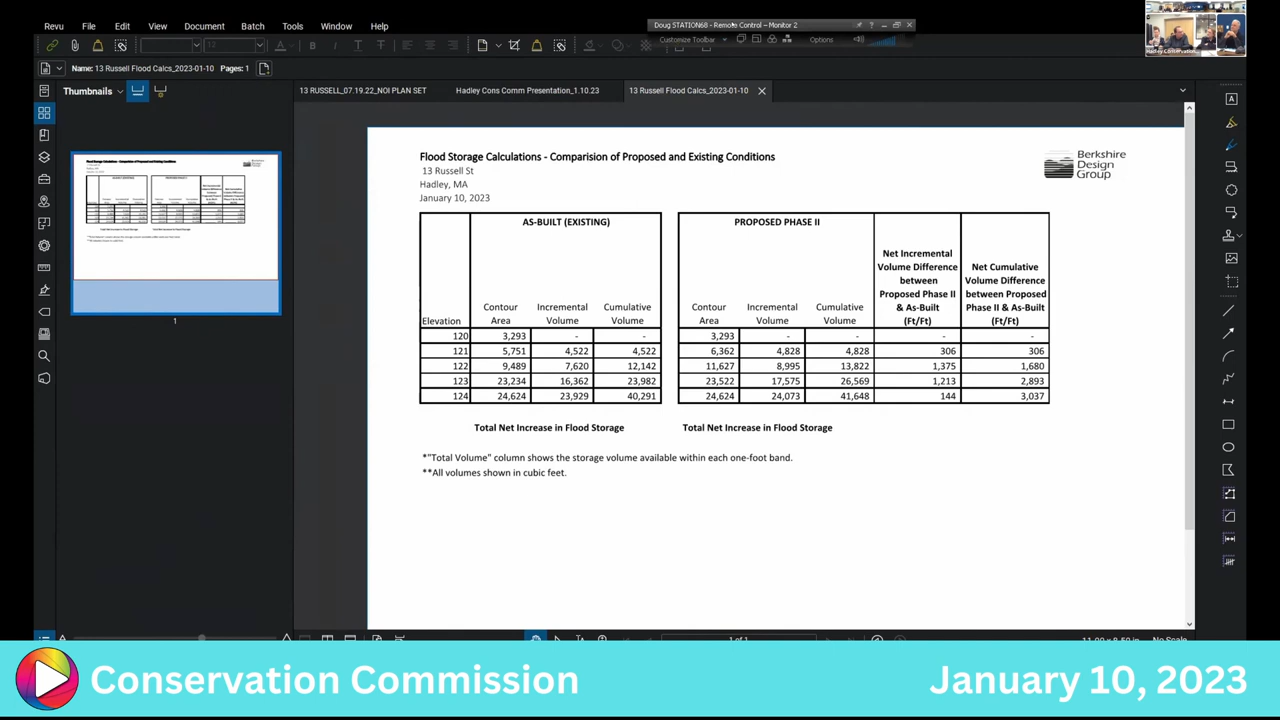 Doug STATION68 - Remote Control – Monitor 2
Revu File Edit View Document Batch Tools Window Help
Customize Toolbar Options
12
Name: 13 Russell Flood Calcs_2023-01-10 Pages: 1
Thumbnails
13 RUSSELL_07.19.22_NOI PLAN SET
Hadley Cons Comm Presentation_1.10.23
13 Russell Flood Calcs_2023-01-10
Flood Storage Calculations - Comparision of Proposed and Existing Conditions
13 Russell St
Hadley, MA
January 10, 2023
Berkshire
Design
Group
AS-BUILT (EXISTING) PROPOSED PHASE II
Elevation Contour Area Incremental Volume Cumulative Volume Contour Area Incremental Volume Cumulative Volume Net Incremental Volume Difference between Proposed Phase II & As-Built (Ft/Ft) Net Cumulative Volume Difference between Proposed Phase II & As-Built (Ft/Ft)
120 3,293 - - 3,293 - - - -
121 5,751 4,522 4,522 6,362 4,828 4,828 306 306
122 9,489 7,620 12,142 11,627 8,995 13,822 1,375 1,680
123 23,234 16,362 23,982 23,522 17,575 26,569 1,213 2,893
124 24,624 23,929 40,291 24,624 24,073 41,648 144 3,037
Total Net Increase in Flood Storage Total Net Increase in Flood Storage
*"Total Volume" column shows the storage volume available within each one-foot band.
**All volumes shown in cubic feet.
1
1 of 1
11.00 x 8.50 in No Scale
Conservation Commission January 10, 2023